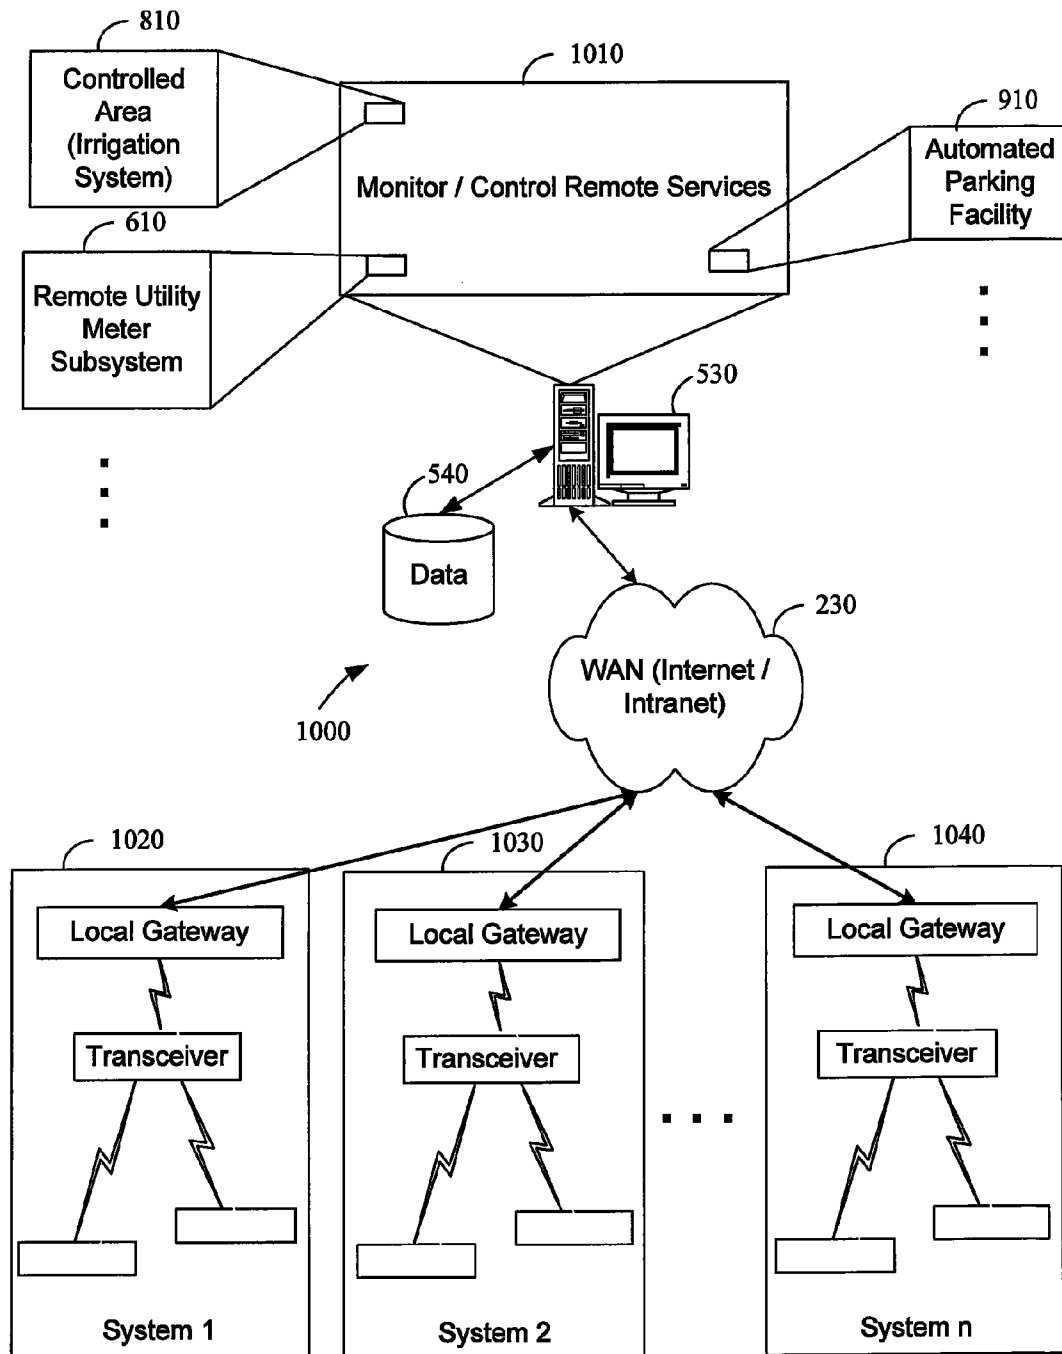 810
Controlled
Area
(Irrigation
System)
1010
Monitor / Control Remote Services
910
Automated
Parking
Facility
610
Remote Utility
Meter
Subsystem
530
540
Data
230
WAN (Internet /
Intranet)
1000
1020
Local Gateway
Transceiver
System 1
1030
Local Gateway
Transceiver
System 2
1040
Local Gateway
Transceiver
System n